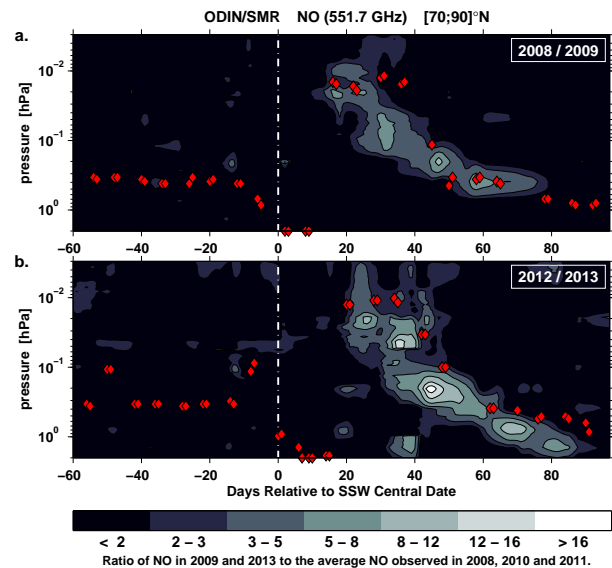 ODIN/SMR NO (551.7 GHz) [70;90]°N
a.
2008 / 2009
pressure [hPa]
10⁻²
10⁻¹
10⁰
−60 −40 −20 0 20 40 60 80
b.
2012 / 2013
pressure [hPa]
10⁻²
10⁻¹
10⁰
−60 −40 −20 0 20 40 60 80
Days Relative to SSW Central Date
< 2 2 – 3 3 – 5 5 – 8 8 – 12 12 – 16 > 16
Ratio of NO in 2009 and 2013 to the average NO observed in 2008, 2010 and 2011.